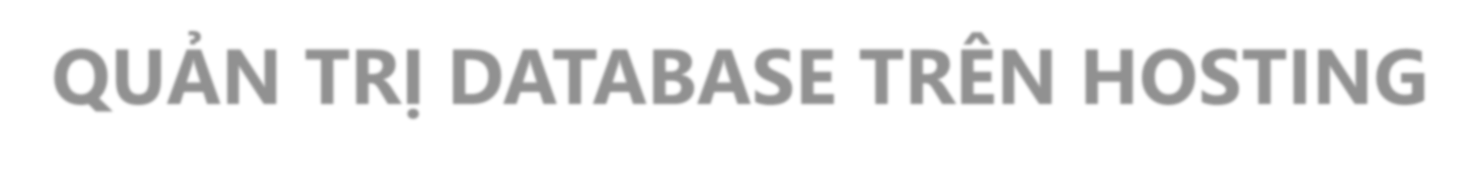 QUẢN TRỊ DATABASE TRÊN HOSTING